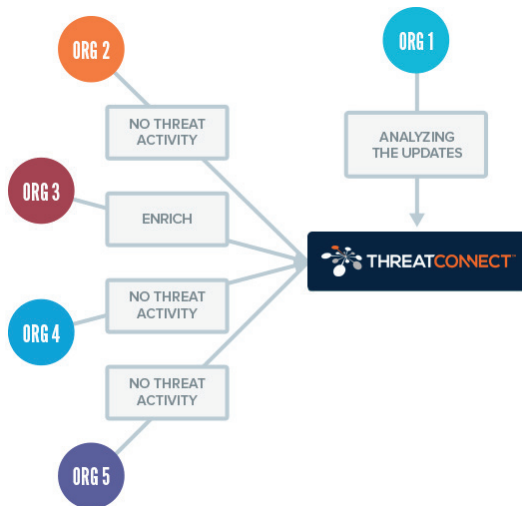 ORG 2
ORG 1
NO THREAT
ACTIVITY
ANALYZING
THE UPDATES
ORG 3
ENRICH
THREATCONNECT™
ORG 4
NO THREAT
ACTIVITY
NO THREAT
ACTIVITY
ORG 5